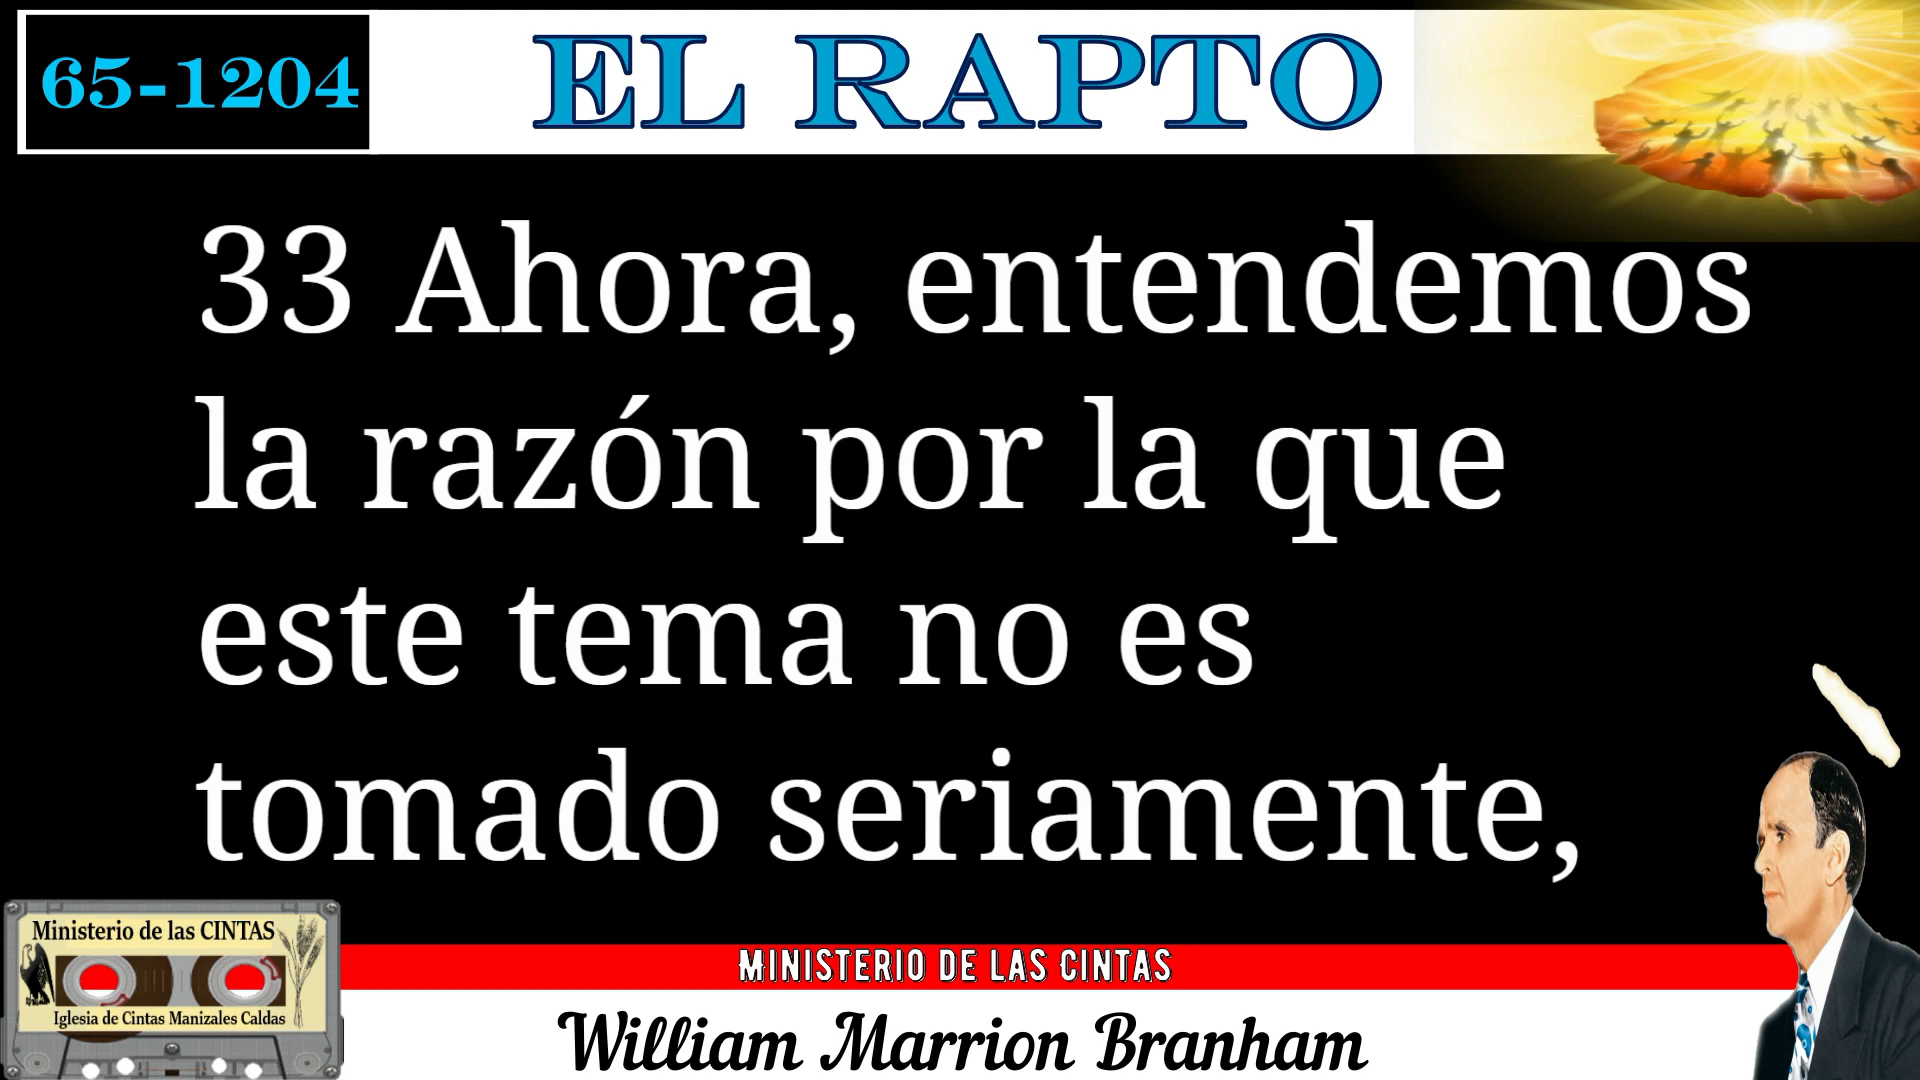 65-1204
EL RAPTO
33 Ahora, entendemos
la razón por la que
este tema no es
tomado seriamente,
Ministerio de las CINTAS
Iglesia de Cintas Manizales Caldas
MINISTERIO DE LAS CINTAS
William Marrion Branham